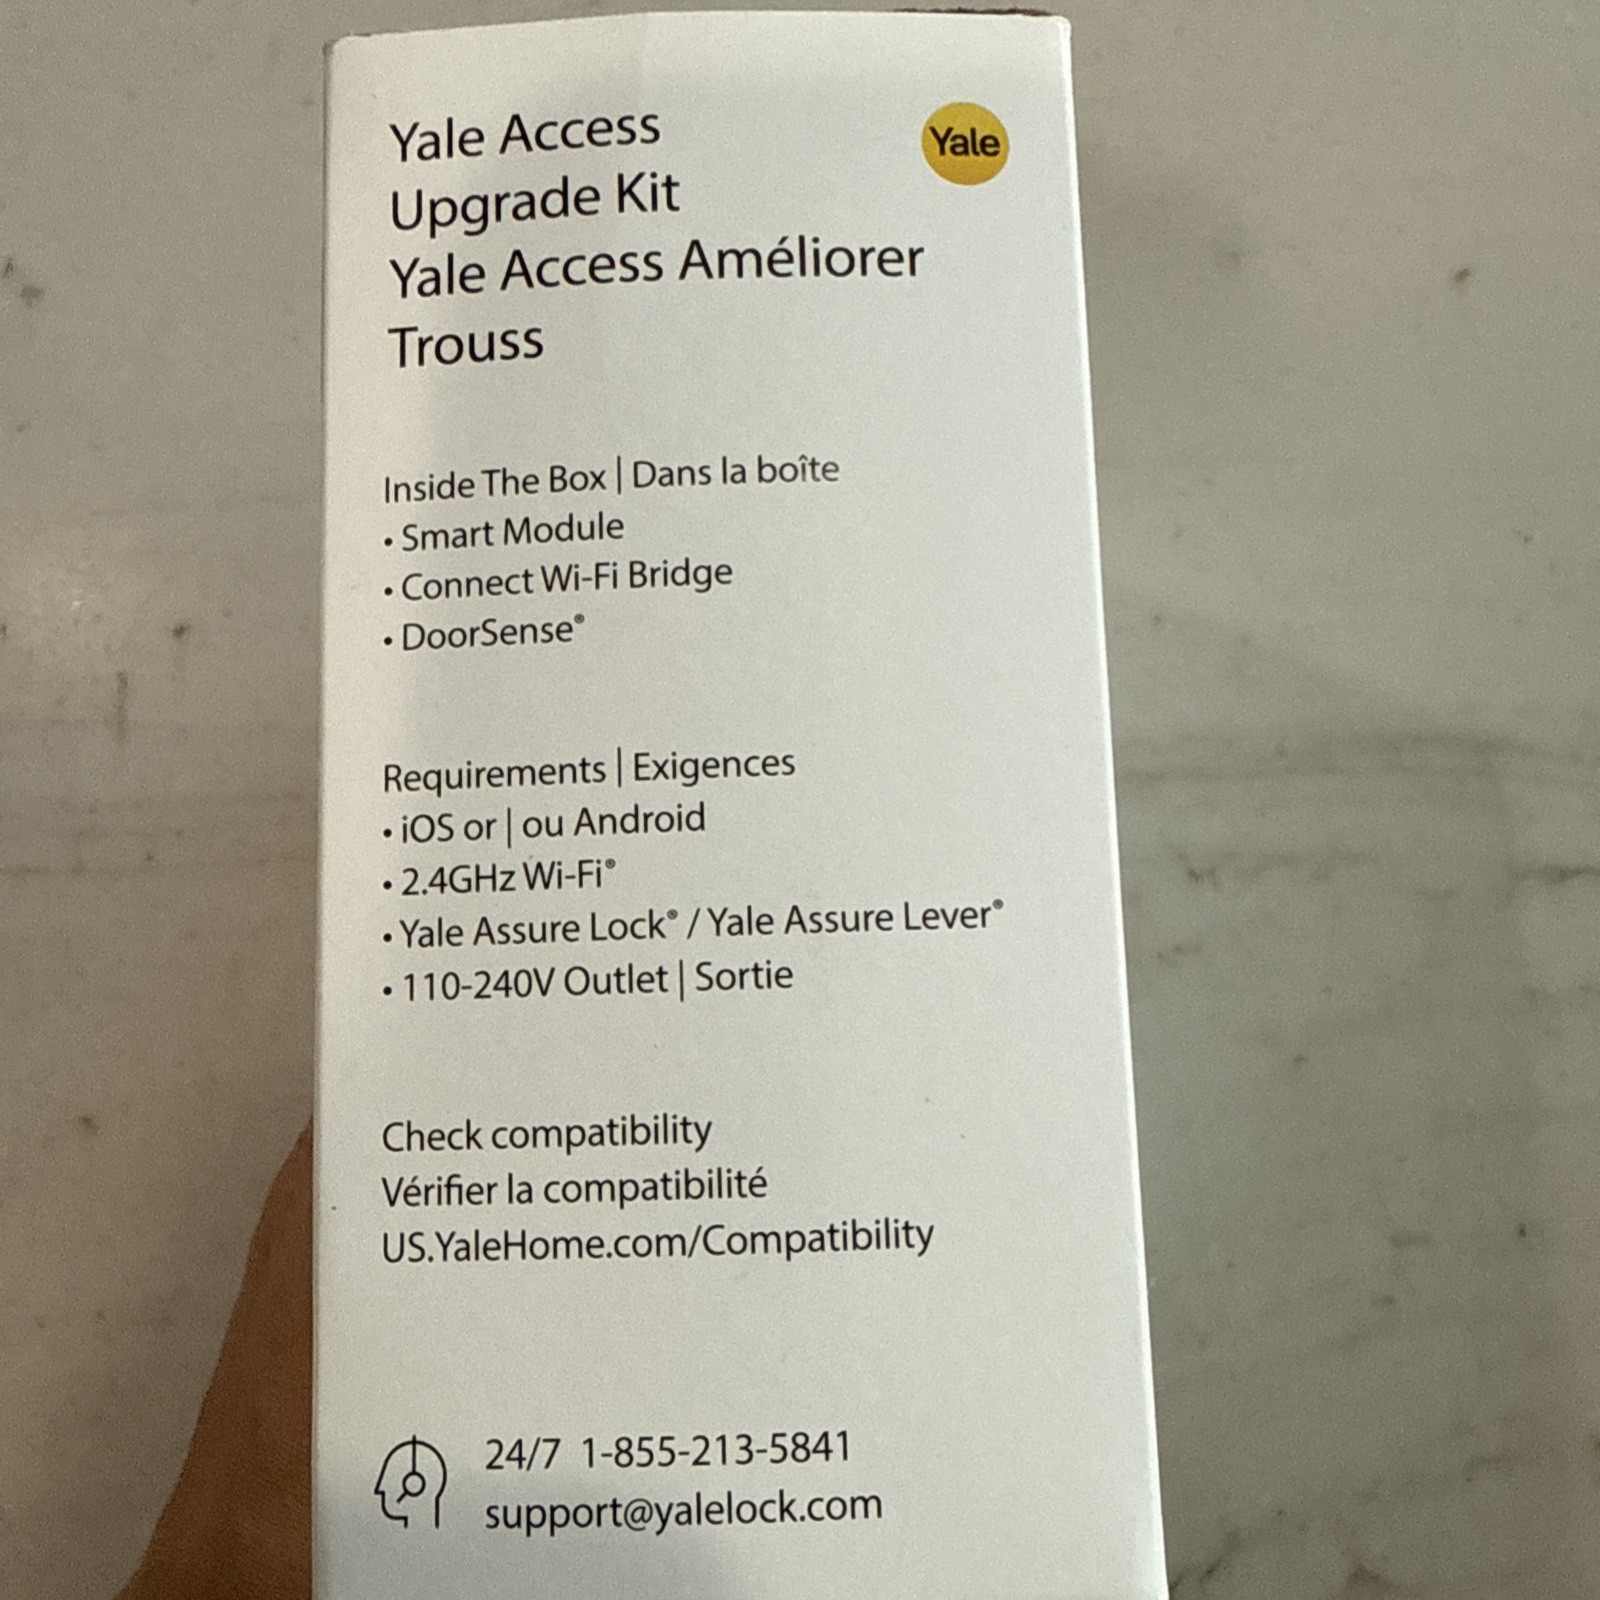 Yale Access
Upgrade Kit
Yale Access Améliorer
Trouss
Yale
Inside The Box | Dans la boîte
• Smart Module
• Connect Wi-Fi Bridge
• DoorSense®
Requirements | Exigences
• iOS or | ou Android
• 2.4GHz Wi-Fi®
• Yale Assure Lock® / Yale Assure Lever®
• 110-240V Outlet | Sortie
Check compatibility
Vérifier la compatibilité
US.YaleHome.com/Compatibility
24/7 1-855-213-5841
support@yalelock.com